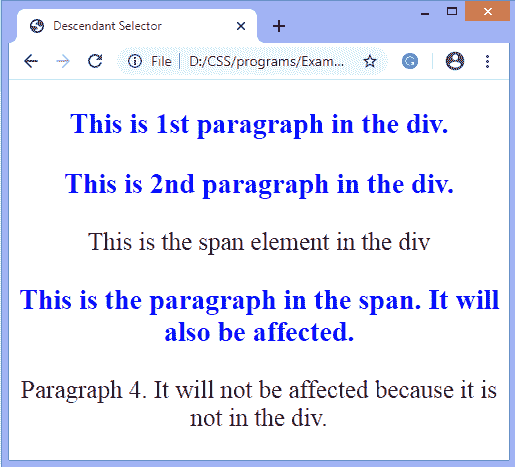 Descendant Selector
File D:/CSS/programs/Exam...
G
This is 1st paragraph in the div.
This is 2nd paragraph in the div.
This is the span element in the div
This is the paragraph in the span. It will
also be affected.
Paragraph 4. It will not be affected because it is
not in the div.